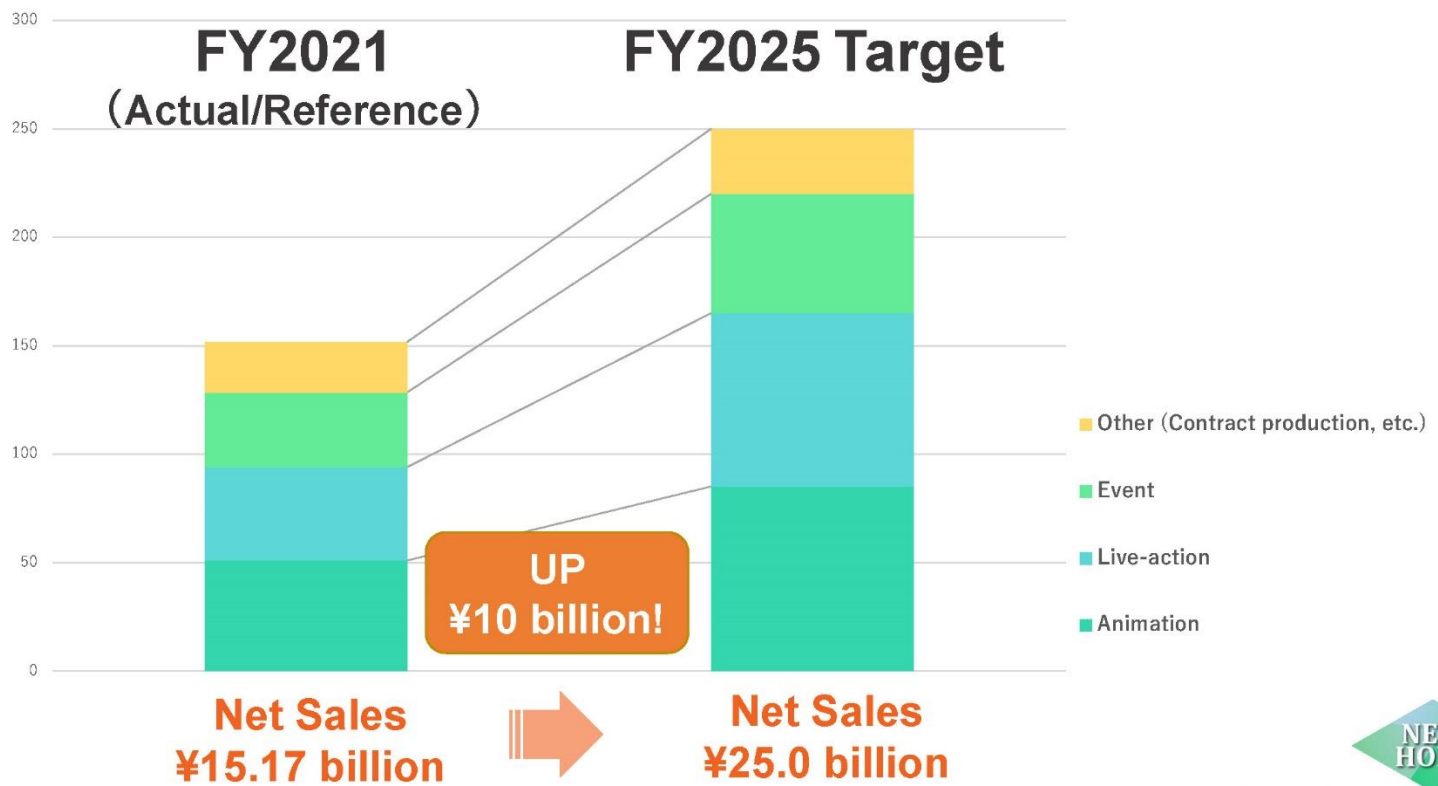 300
250
200
150
100
50
0
FY2021
（Actual/Reference）
FY2025 Target
UP
¥10 billion!
Other (Contract production, etc.)
Event
Live-action
Animation
Net Sales
¥15.17 billion
Net Sales
¥25.0 billion